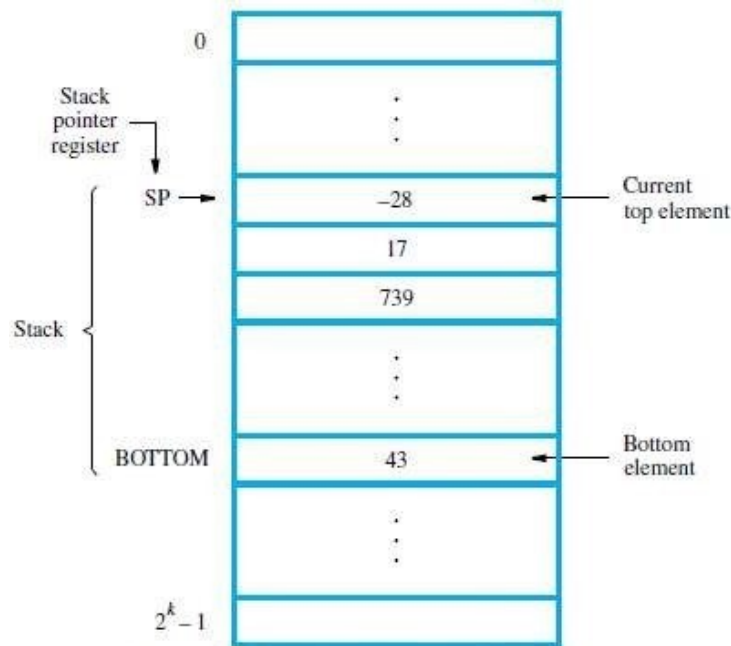 0
Stack
pointer
register
SP
–28
Current
top element
17
739
Stack
BOTTOM
43
Bottom
element
2^k – 1